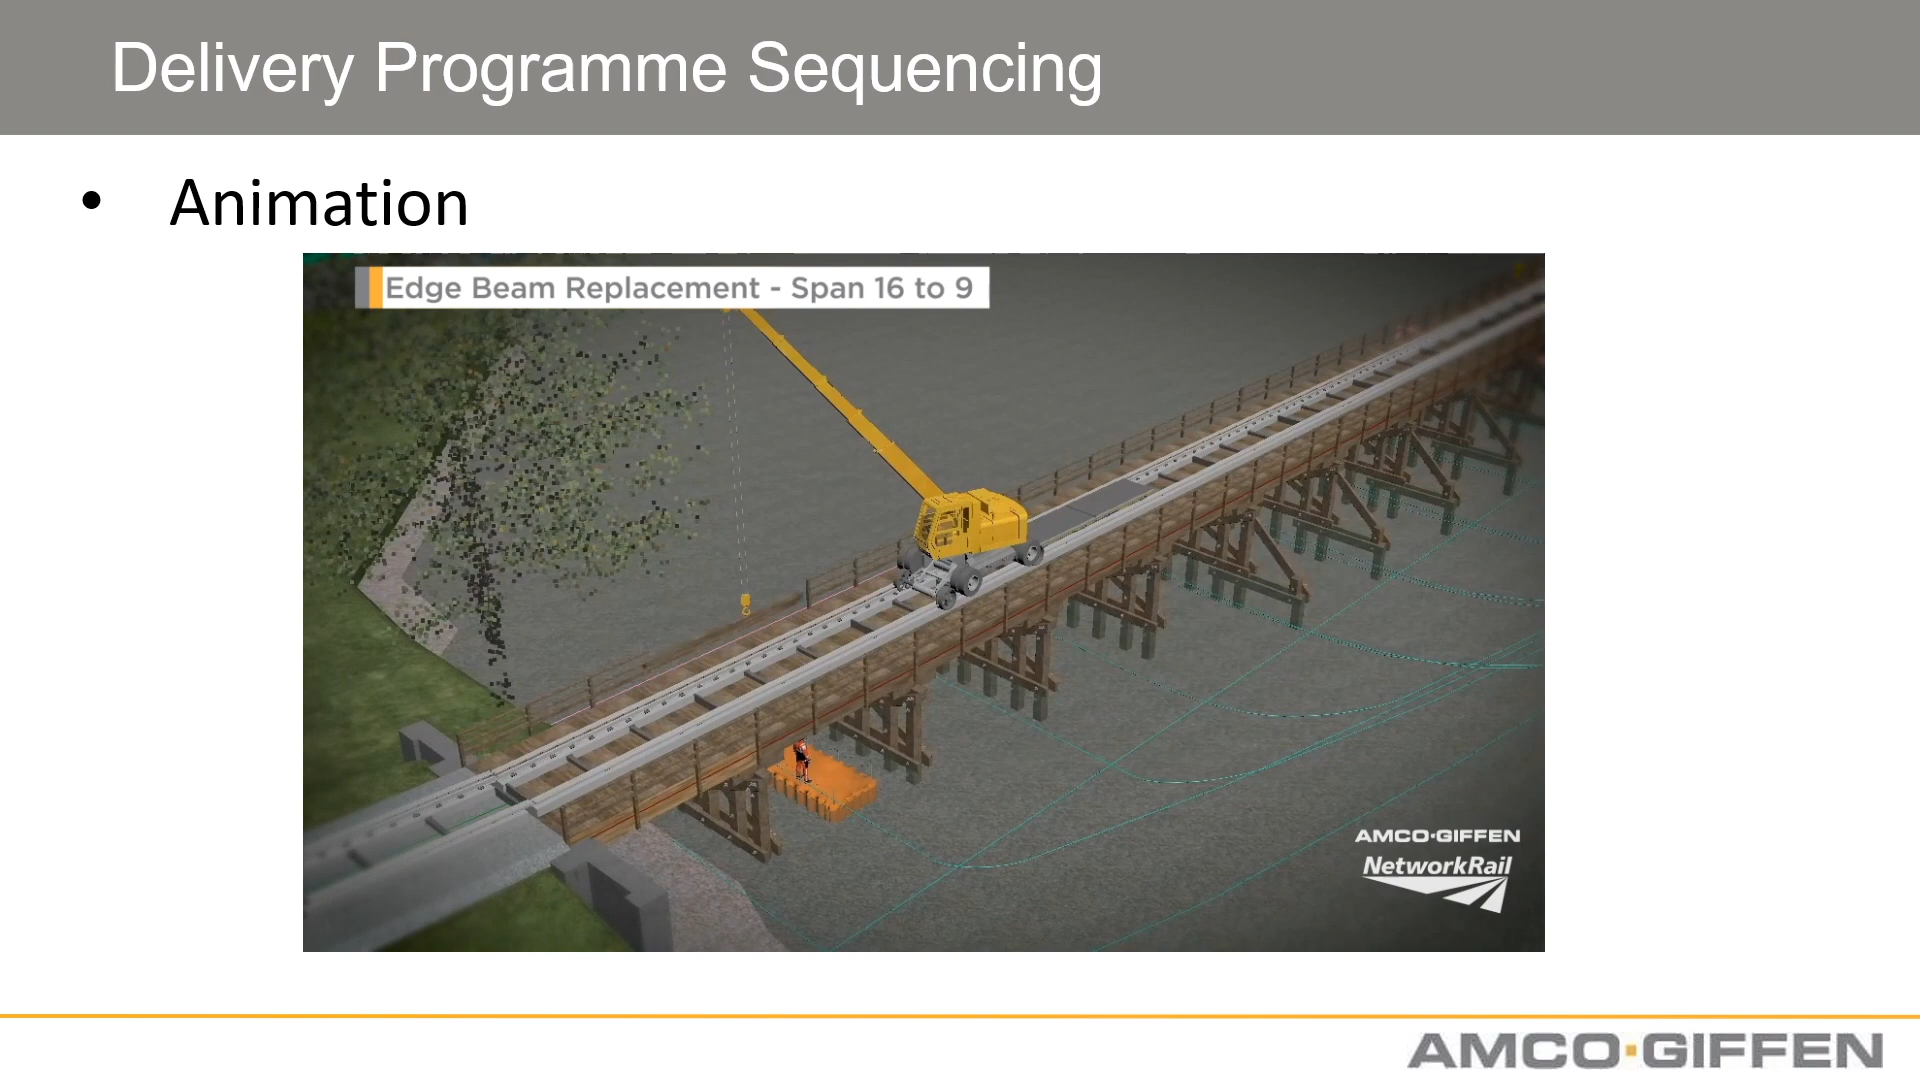 Delivery Programme Sequencing
• Animation
Edge Beam Replacement - Span 16 to 9
AMCO·GIFFEN
NetworkRail
AMCO·GIFFEN